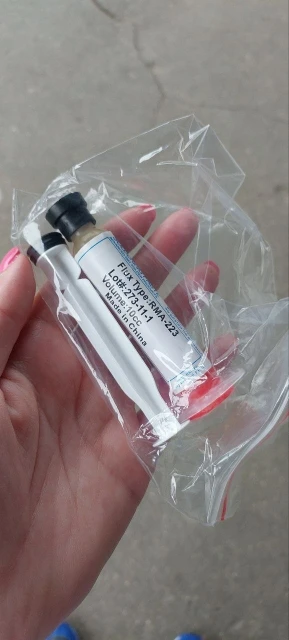 Flux Type:RMA-223
Lot#:273-11-1
Volume:10cc
Made in China